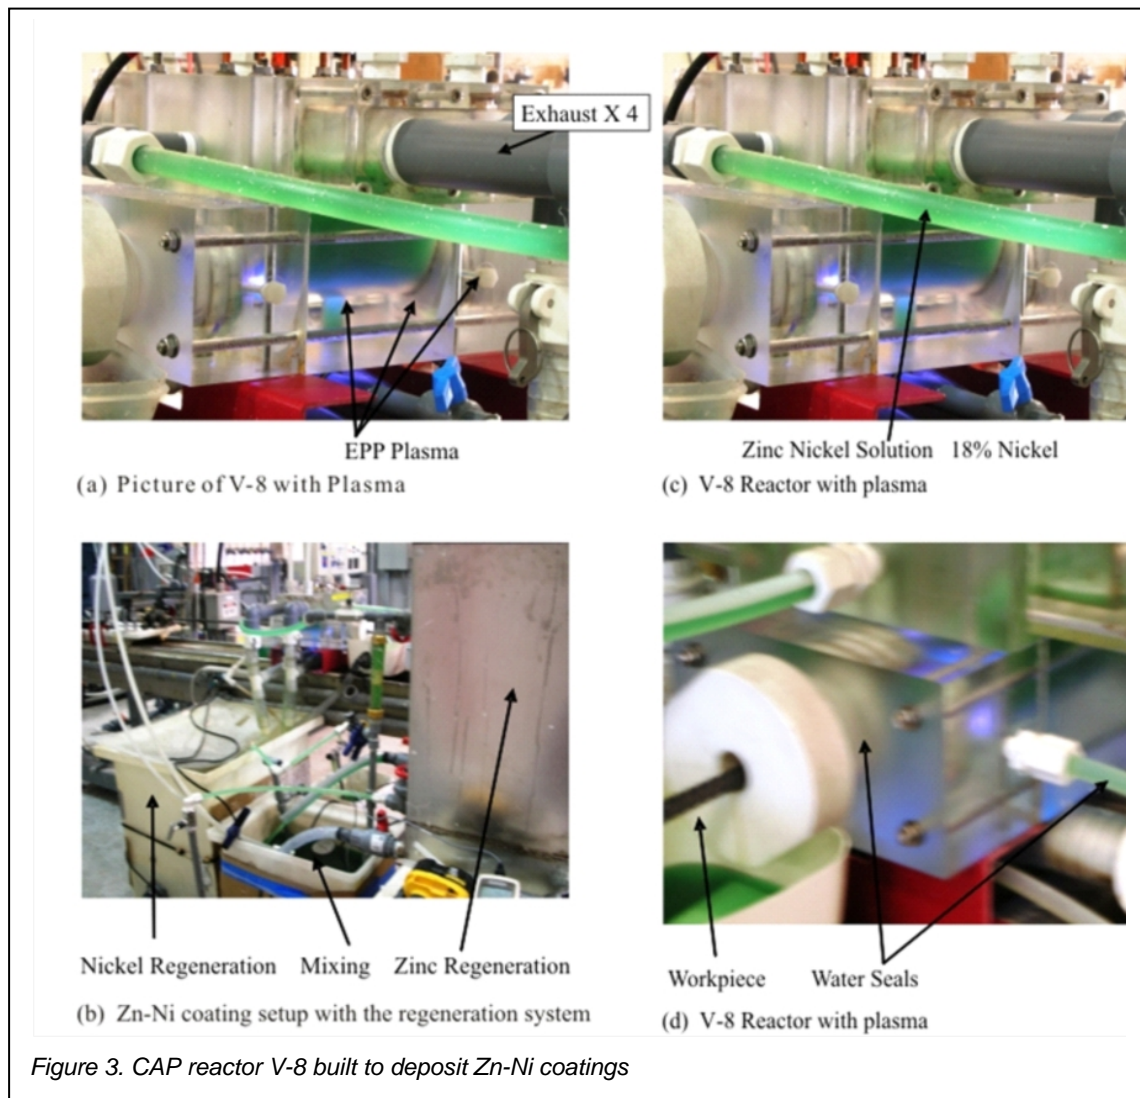 Exhaust X 4
EPP Plasma
(a) Picture of V-8 with Plasma
Zinc Nickel Solution 18% Nickel
(c) V-8 Reactor with plasma
Nickel Regeneration Mixing Zinc Regeneration
(b) Zn-Ni coating setup with the regeneration system
Workpiece Water Seals
(d) V-8 Reactor with plasma
Figure 3. CAP reactor V-8 built to deposit Zn-Ni coatings